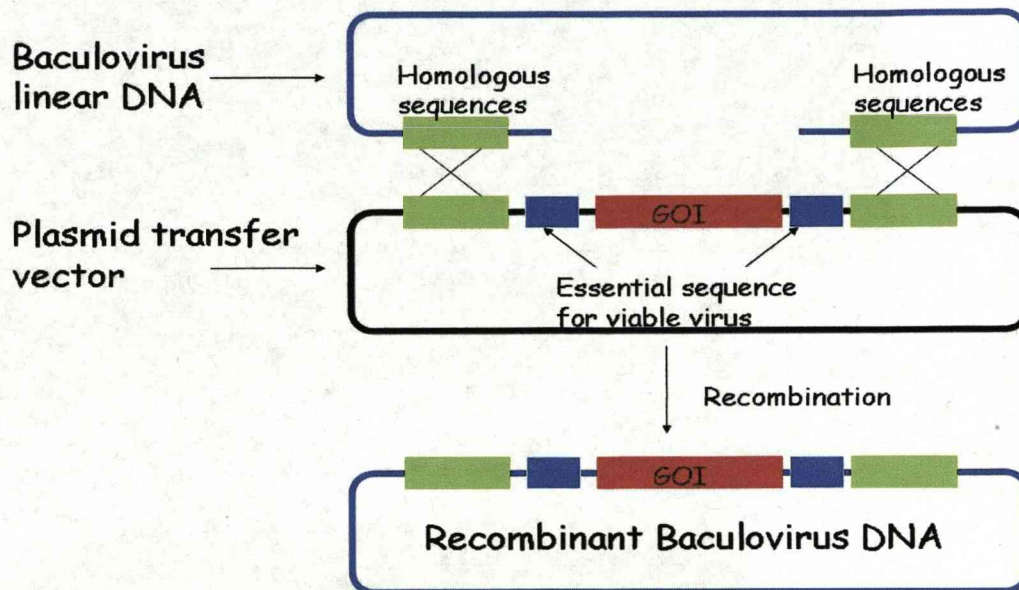 Baculovirus
linear DNA
Homologous
sequences
Homologous
sequences
GOI
Plasmid transfer
vector
Essential sequence
for viable virus
Recombination
GOI
Recombinant Baculovirus DNA